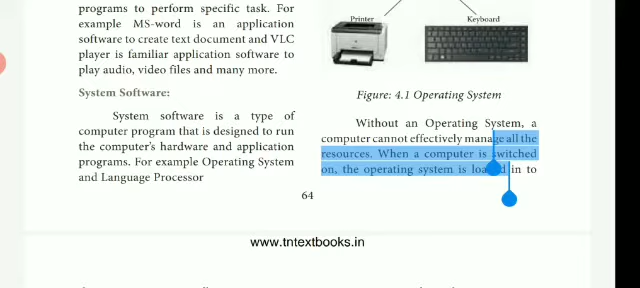 programs to perform specific task. For
example MS-word is an application
software to create text document and VLC
player is familiar application software to
play audio, video files and many more.
System Software:
System software is a type of
computer program that is designed to run
the computer's hardware and application
programs. For example Operating System
and Language Processor
Printer
Keyboard
Figure: 4.1 Operating System
Without an Operating System, a
computer cannot effectively manage all the
resources. When a computer is switched
on, the operating system is loaded in to
64
www.tntextbooks.in